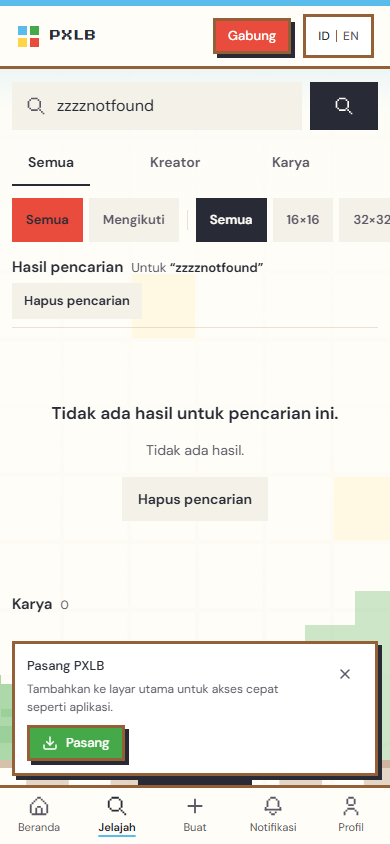 PXLB
Gabung
ID | EN
zzzznotfound
Semua Kreator Karya
Semua Mengikuti Semua 16×16 32×32
Hasil pencarian Untuk “zzzznotfound”
Hapus pencarian
Tidak ada hasil untuk pencarian ini.
Tidak ada hasil.
Hapus pencarian
Karya 0
Pasang PXLB
Tambahkan ke layar utama untuk akses cepat
seperti aplikasi.
Pasang
Beranda Jelajah Buat Notifikasi Profil